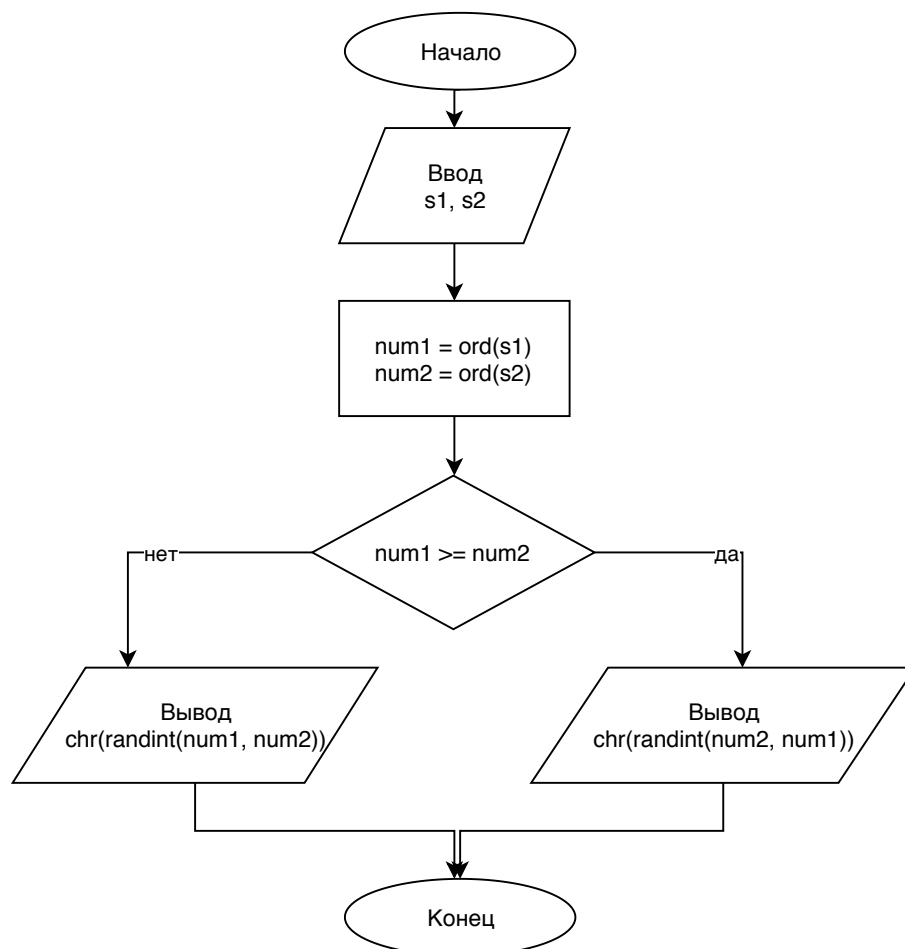 Начало
Ввод
s1, s2
num1 = ord(s1)
num2 = ord(s2)
num1 >= num2
нет
да
Вывод
chr(randint(num1, num2))
Вывод
chr(randint(num2, num1))
Конец